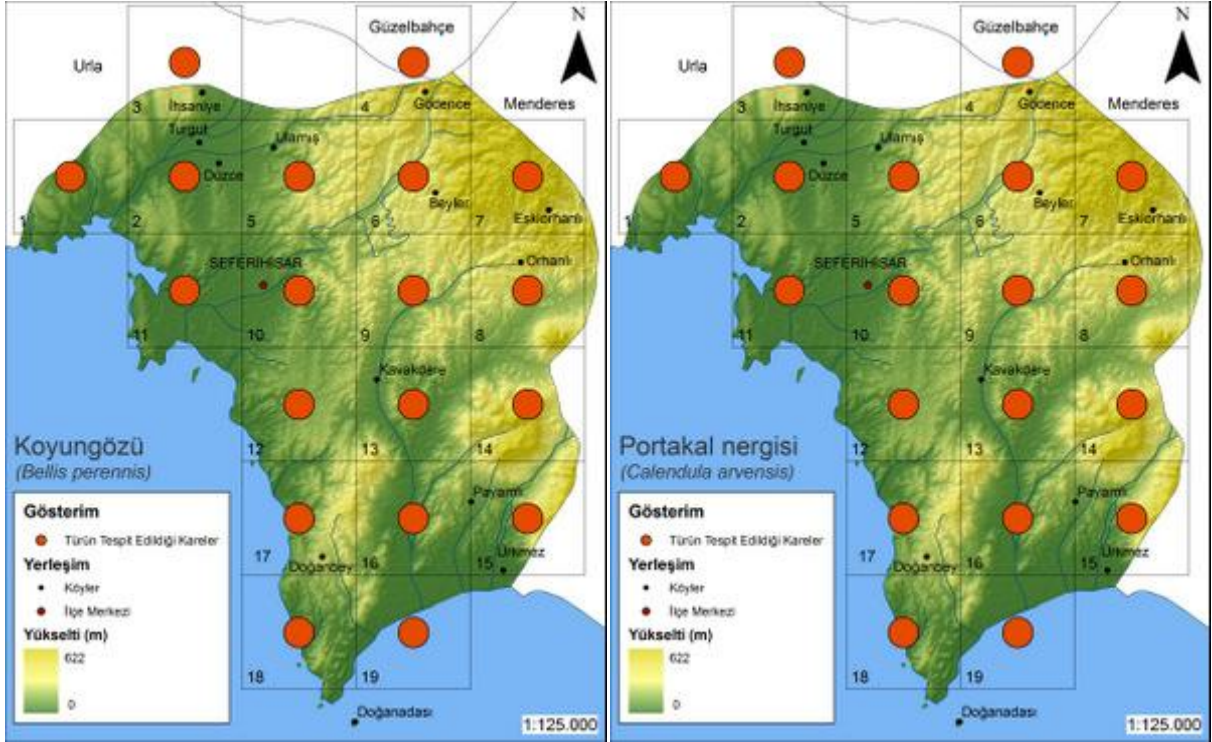 N
Güzelbahçe
Urla
İhsaniye
3
4
Gödence
Menderes
Turgut
Ulamış
Düzce
Beyler
Eskiorhanlı
1
2
5
6
7
SEFERİHİSAR
Orhanlı
11
10
9
8
Kavakdere
Koyungözü
(Bellis perennis)
12
13
14
Gösterim
Türün Tespit Edildiği Kareler
Yerleşim
Köyler
İlçe Merkezi
Yükselti (m)
622
0
Payamlı
Ürkmez
17
Doğanbey
16
15
18
19
Doğanadası
1:125.000
N
Güzelbahçe
Urla
İhsaniye
3
4
Gödence
Menderes
Turgut
Ulamış
Düzce
Beyler
Eskiorhanlı
1
2
5
6
7
SEFERİHİSAR
Orhanlı
11
10
9
8
Kavakdere
Portakal nergisi
(Calendula arvensis)
12
13
14
Gösterim
Türün Tespit Edildiği Kareler
Yerleşim
Köyler
İlçe Merkezi
Yükselti (m)
622
0
Payamlı
Ürkmez
17
Doğanbey
16
15
18
19
Doğanadası
1:125.000